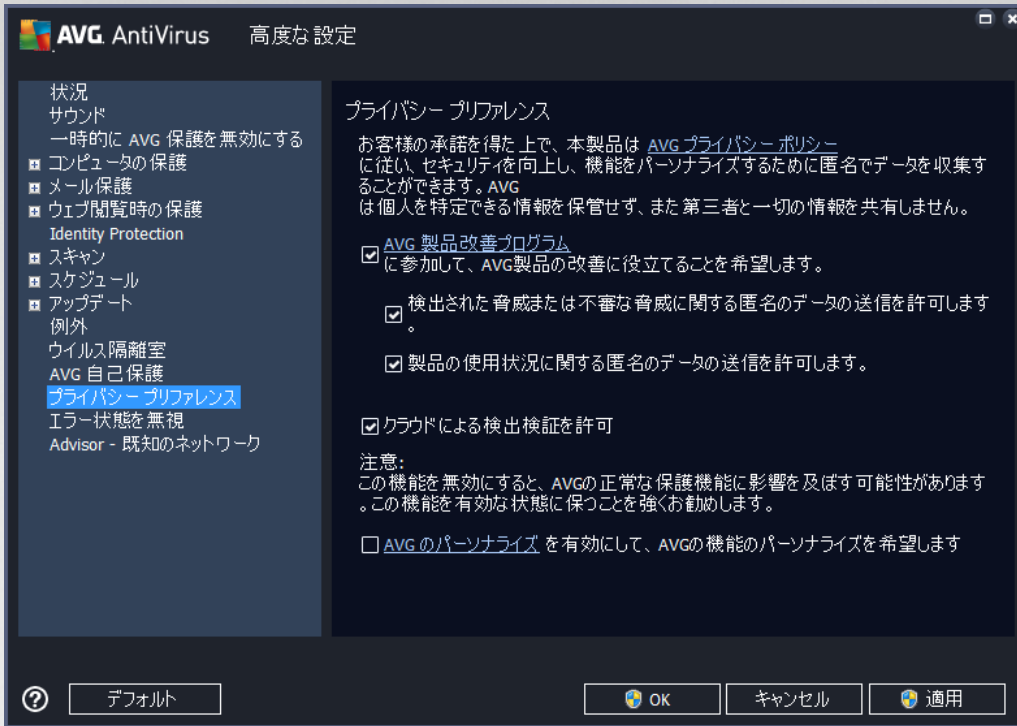 AVG. AntiVirus 高度な設定
状況
サウンド
一時的に AVG 保護を無効にする
コンピュータの保護
メール保護
ウェブ閲覧時の保護
Identity Protection
スキャン
スケジュール
アップデート
例外
ウイルス隔離室
AVG 自己保護
プライバシー プリファレンス
エラー状態を無視
Advisor - 既知のネットワーク
プライバシー プリファレンス
お客様の承諾を得た上で、本製品は AVG プライバシー ポリシー
に従い、セキュリティを向上し、機能をパーソナライズするために匿名でデータを収集す
ることができます。AVG
は個人を特定できる情報を保管せず、また第三者と一切の情報を共有しません。
AVG 製品改善プログラム
に参加して、AVG製品の改善に役立てることを希望します。
検出された脅威または不審な脅威に関する匿名のデータの送信を許可します
。
製品の使用状況に関する匿名のデータの送信を許可します。
クラウドによる検出検証を許可
注意:
この機能を無効にすると、AVGの正常な保護機能に影響を及ぼす可能性があります
。この機能を有効な状態に保つことを強くお勧めします。
AVG のパーソナライズ を有効にして、AVGの機能のパーソナライズを希望します
? デフォルト OK キャンセル 適用